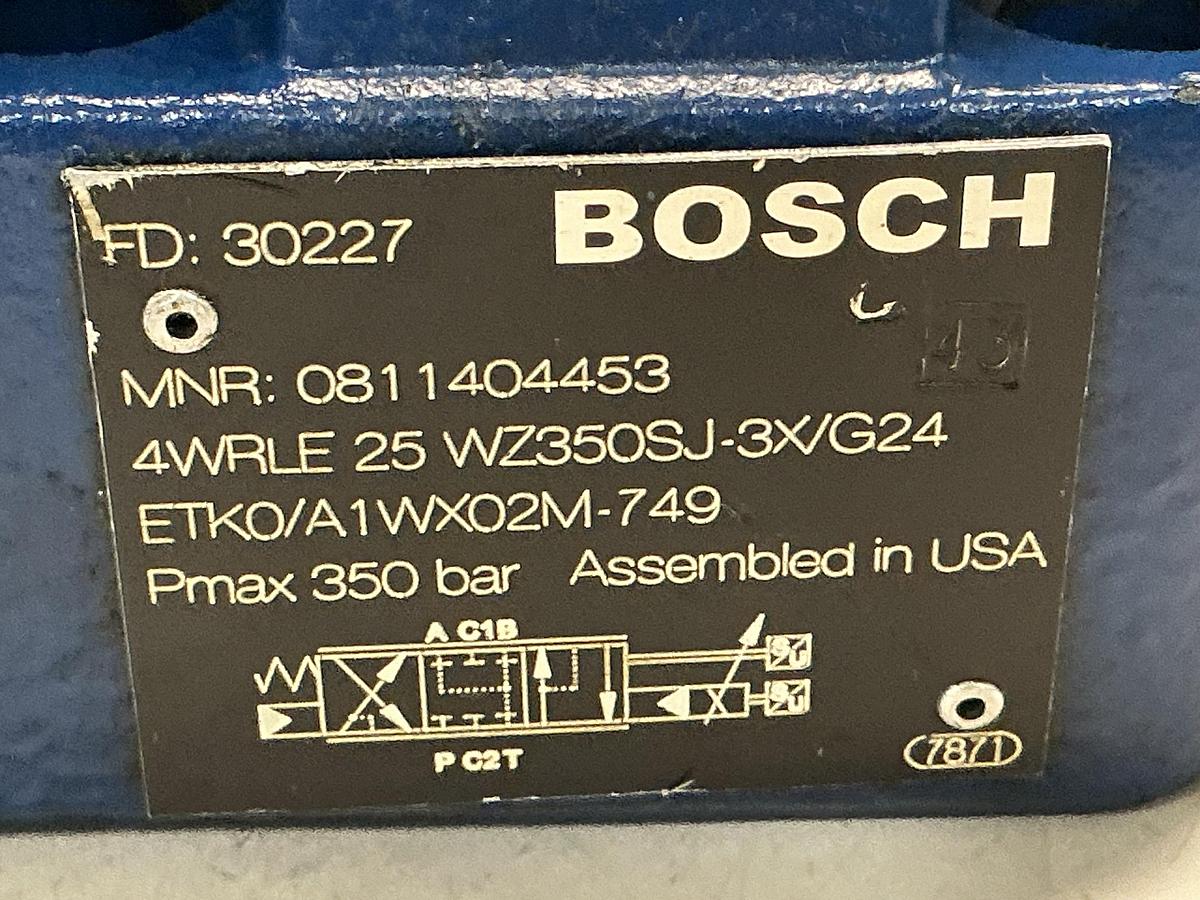 FD: 30227 BOSCH
43
MNR: 0811404453
4WRLE 25 WZ350SJ-3X/G24
ETK0/A1WX02M-749
Pmax 350 bar Assembled in USA
A C1B
S/U
S/U
P C2T
7871